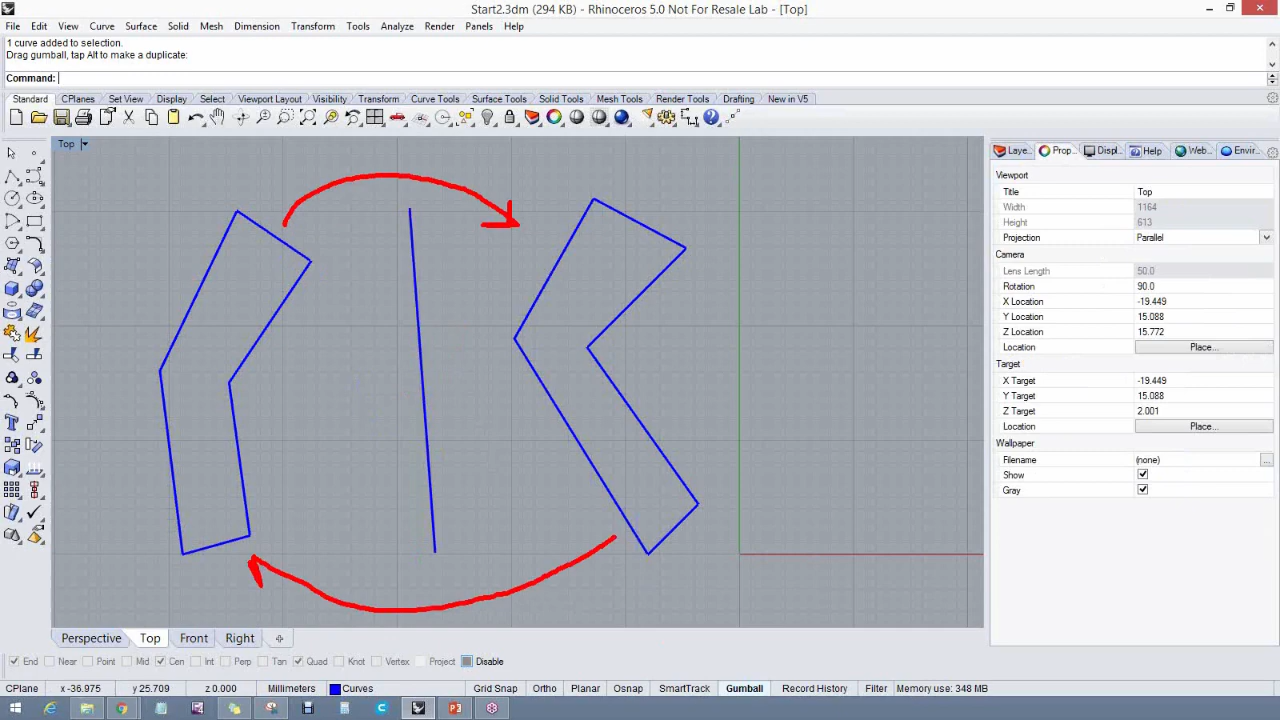 Start2.3dm (294 KB) - Rhinoceros 5.0 Not For Resale Lab - [Top]
File Edit View Curve Surface Solid Mesh Dimension Transform Tools Analyze Render Panels Help
1 curve added to selection.
Drag gumball, tap Alt to make a duplicate:
Command:
Standard CPlanes Set View Display Select Viewport Layout Visibility Transform Curve Tools Surface Tools Solid Tools Mesh Tools Render Tools Drafting New in V5
Top
Laye... Prop... Displ... Help Web... Envir...
Viewport
Title Top
Width 1164
Height 613
Projection Parallel
Camera
Lens Length 50.0
Rotation 90.0
X Location -19.449
Y Location 15.088
Z Location 15.772
Location Place...
Target
X Target -19.449
Y Target 15.088
Z Target 2.001
Location Place...
Wallpaper
Filename (none) ...
Show
Gray
Perspective Top Front Right
End Near Point Mid Cen Int Perp Tan Quad Knot Vertex Project Disable
CPlane x -36.975 y 25.709 z 0.000 Millimeters Curves Grid Snap Ortho Planar Osnap SmartTrack Gumball Record History Filter Memory use: 348 MB